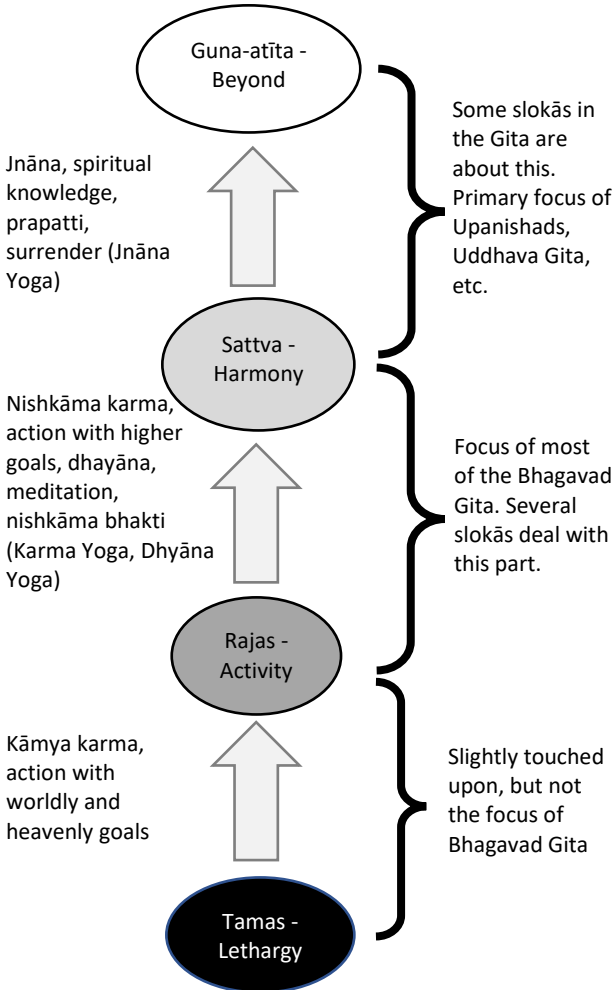 Guna-atīta -
Beyond
Some slokās in
the Gita are
about this.
Primary focus of
Upanishads,
Uddhava Gita,
etc.
Jnāna, spiritual
knowledge,
prapatti,
surrender (Jnāna
Yoga)
Sattva -
Harmony
Nishkāma karma,
action with higher
goals, dhayāna,
meditation,
nishkāma bhakti
(Karma Yoga, Dhyāna
Yoga)
Focus of most
of the Bhagavad
Gita. Several
slokās deal with
this part.
Rajas -
Activity
Kāmya karma,
action with
worldly and
heavenly goals
Slightly touched
upon, but not
the focus of
Bhagavad Gita
Tamas -
Lethargy